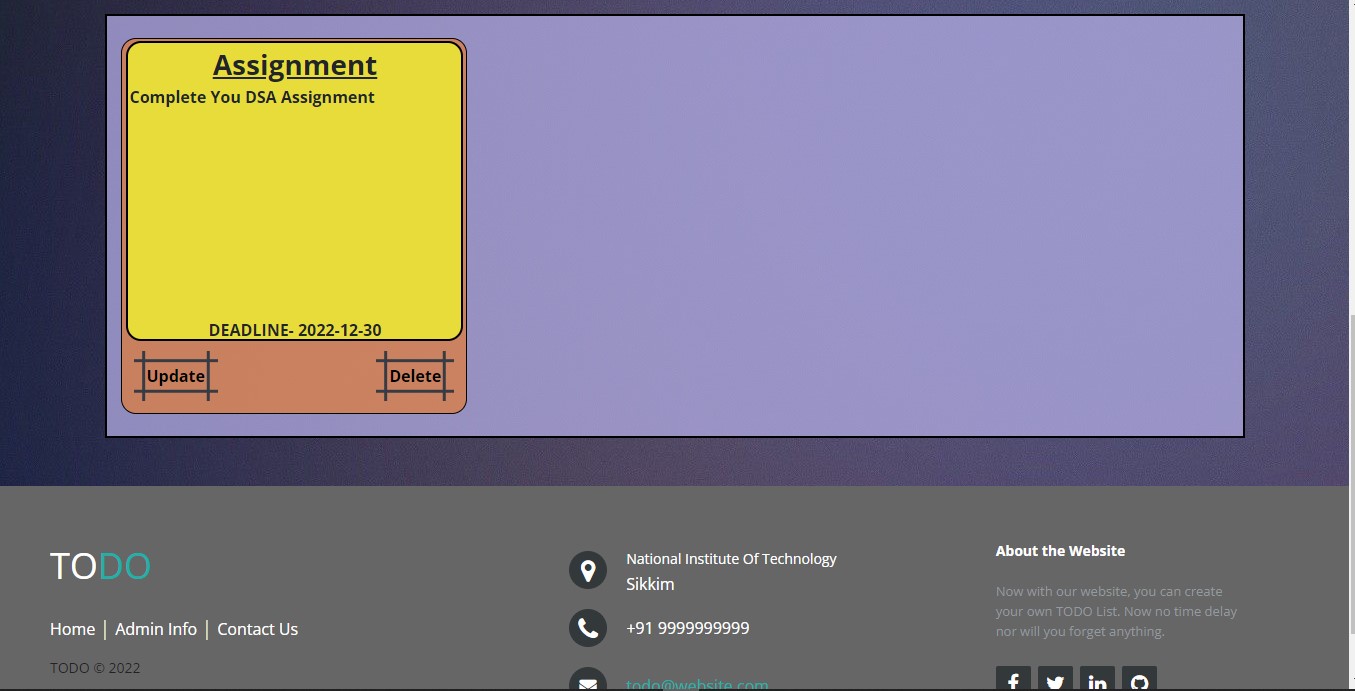 Assignment
Complete You DSA Assignment
DEADLINE- 2022-12-30
Update
Delete
TODO
Home | Admin Info | Contact Us
TODO © 2022
National Institute Of Technology
Sikkim
+91 9999999999
todo@website.com
About the Website
Now with our website, you can create
your own TODO List. Now no time delay
nor will you forget anything.